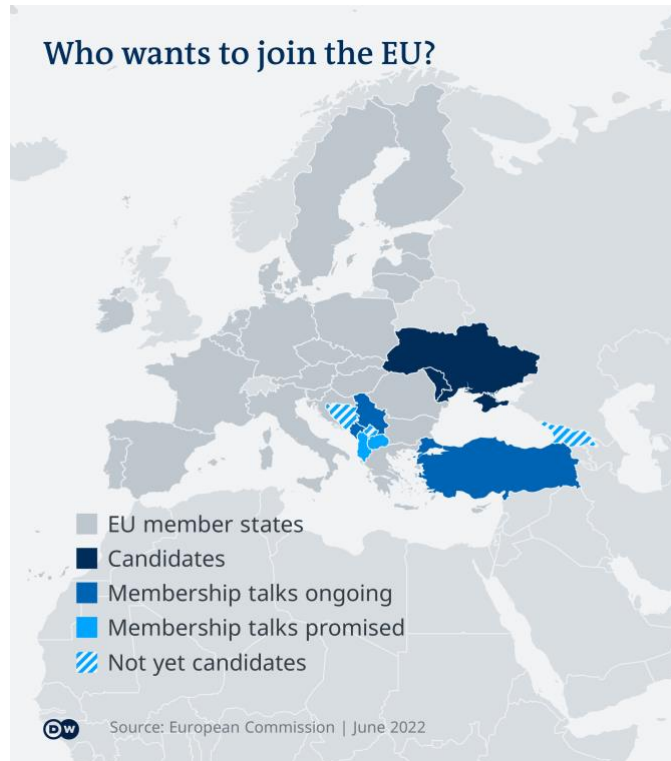 Who wants to join the EU?
EU member states
Candidates
Membership talks ongoing
Membership talks promised
Not yet candidates
DW Source: European Commission | June 2022